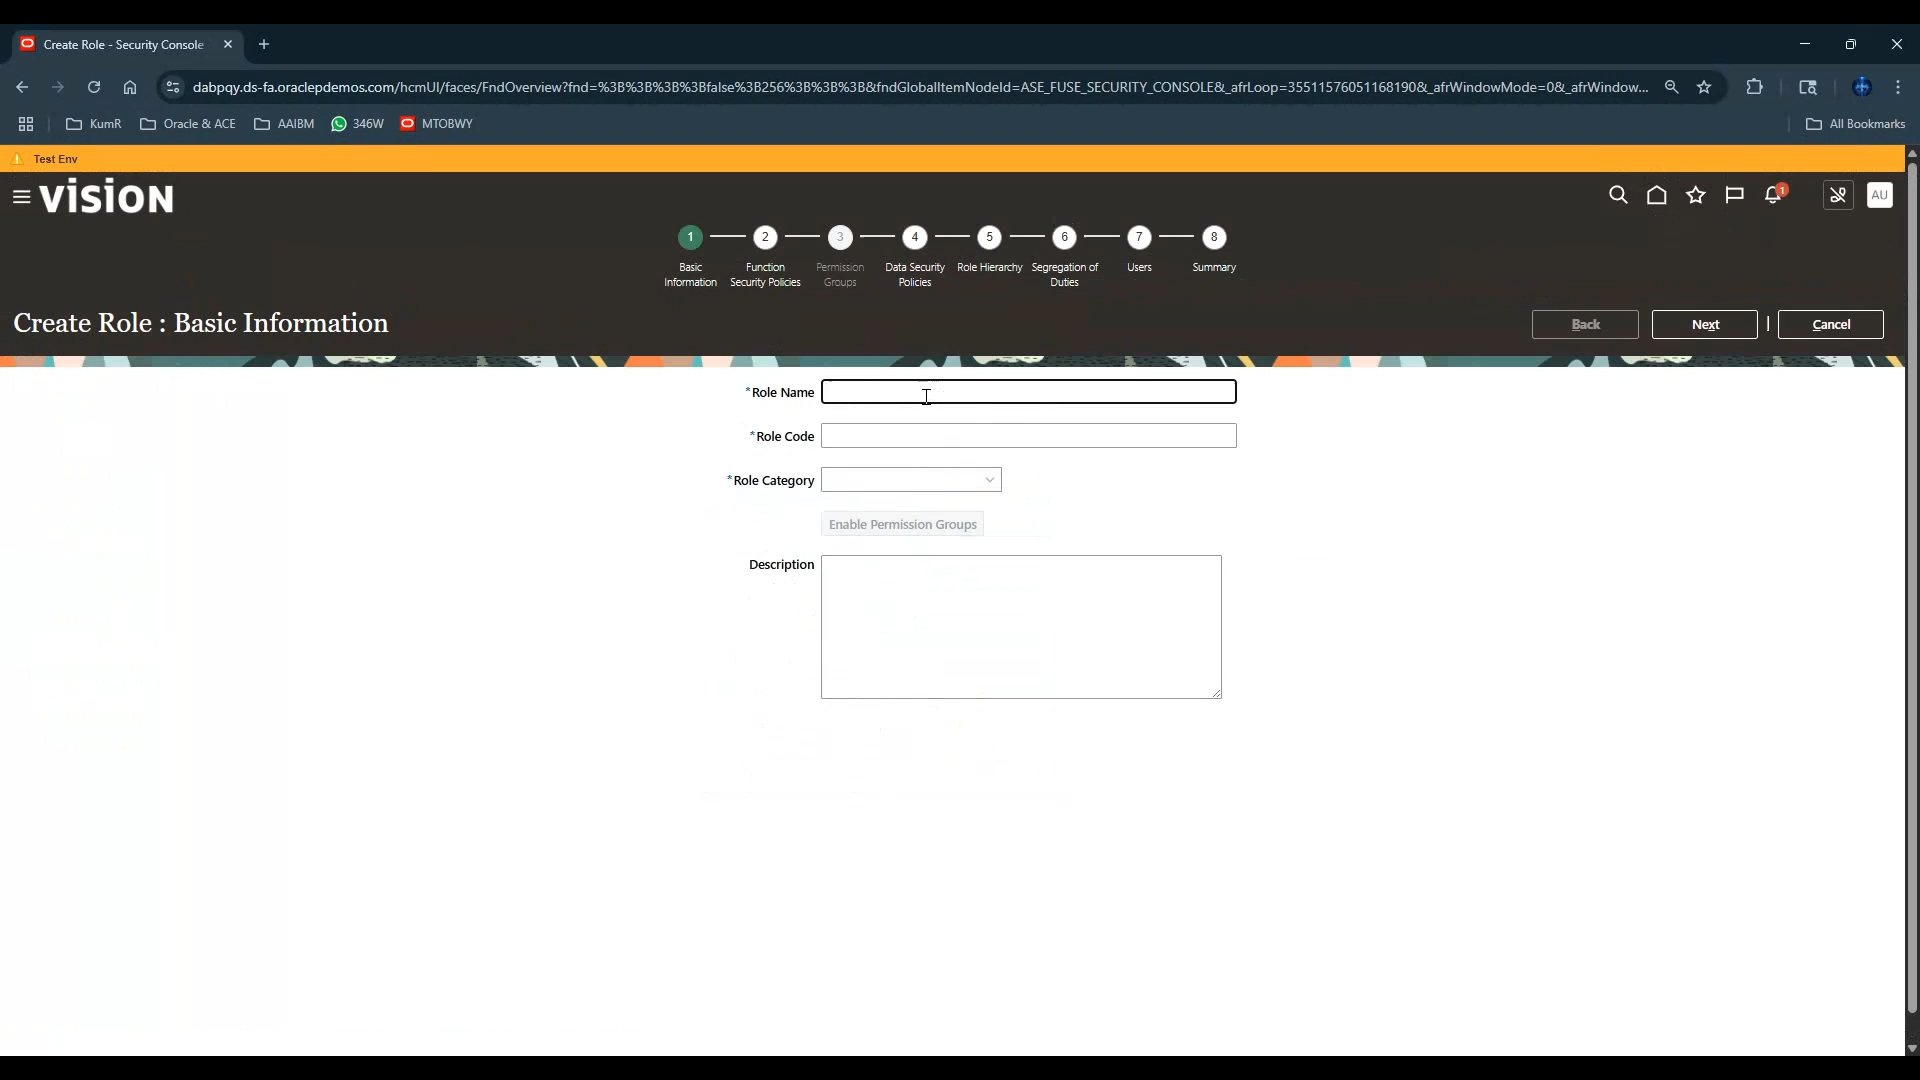 Create Role - Security Console
dabpqy.ds-fa.oraclepdemos.com/hcmUI/faces/FndOverview?fnd=%3B%3B%3B%3Bfalse%3B256%3B%3B%3B&fndGlobalItemNodeId=ASE_FUSE_SECURITY_CONSOLE&_afrLoop=35511576051168190&_afrWindowMode=0&_afrWindow...
KumR Oracle & ACE AAIBM 346W MTOBWY All Bookmarks
Test Env
VISION 1 AU
1 2 3 4 5 6 7 8
Basic Information
Function Security Policies
Permission Groups
Data Security Policies
Role Hierarchy
Segregation of Duties
Users
Summary
Create Role : Basic Information Back Next | Cancel
*Role Name
*Role Code
*Role Category
Enable Permission Groups
Description